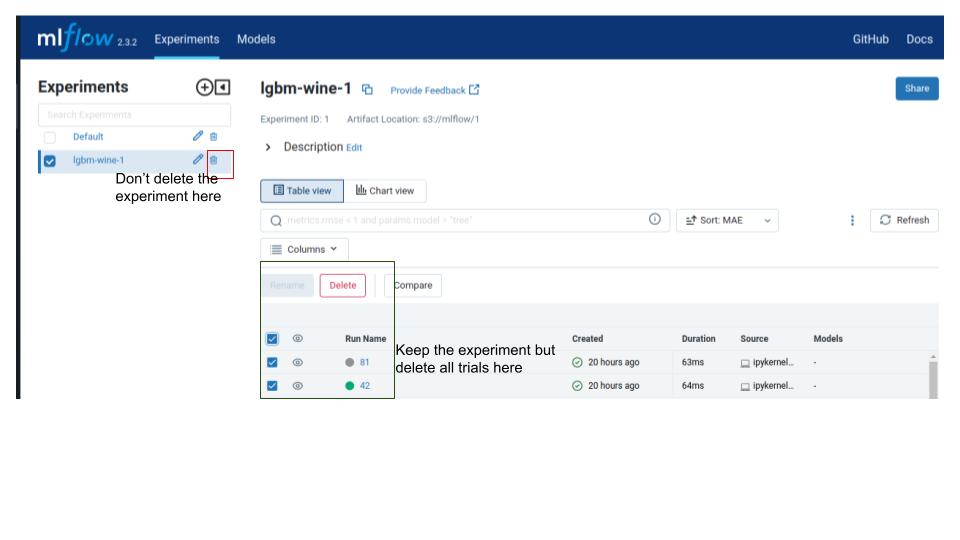 mlflow 2.3.2 Experiments Models GitHub Docs
Experiments
Search Experiments
Default
lgbm-wine-1
Don't delete the
experiment here
lgbm-wine-1 Provide Feedback Share
Experiment ID: 1 Artifact Location: s3://mlflow/1
Description Edit
Table view Chart view
metrics.rmse < 1 and params.model = "tree" Sort: MAE Refresh
Columns
Rename Delete Compare
Run Name Created Duration Source Models
81 20 hours ago 63ms ipykernel... -
42 20 hours ago 64ms ipykernel... -
Keep the experiment but
delete all trials here